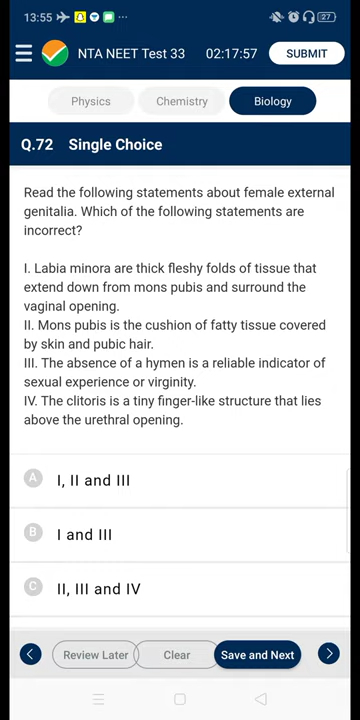 13:55 27
NTA NEET Test 33 02:17:57 SUBMIT
Physics Chemistry Biology
Q.72 Single Choice
Read the following statements about female external
genitalia. Which of the following statements are
incorrect?
I. Labia minora are thick fleshy folds of tissue that
extend down from mons pubis and surround the
vaginal opening.
II. Mons pubis is the cushion of fatty tissue covered
by skin and pubic hair.
III. The absence of a hymen is a reliable indicator of
sexual experience or virginity.
IV. The clitoris is a tiny finger-like structure that lies
above the urethral opening.
A I, II and III
B I and III
C II, III and IV
Review Later Clear Save and Next